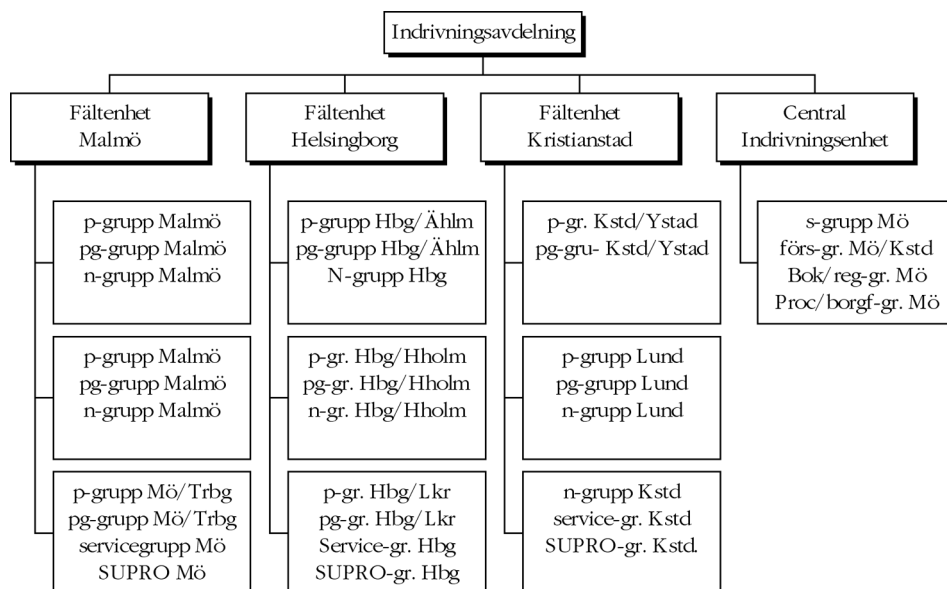 Indrivningsavdelning
Fältenhet
Malmö
p-grupp Malmö
pg-grupp Malmö
n-grupp Malmö
p-grupp Malmö
pg-grupp Malmö
n-grupp Malmö
p-grupp Mö/Trbg
pg-grupp Mö/Trbg
servicegrupp Mö
SUPRO Mö
Fältenhet
Helsingborg
p-grupp Hbg/Ählm
pg-grupp Hbg/Ählm
N-grupp Hbg
p-gr. Hbg/Hholm
pg-gr. Hbg/Hholm
n-gr. Hbg/Hholm
p-gr. Hbg/Lkr
pg-gr. Hbg/Lkr
Service-gr. Hbg
SUPRO-gr. Hbg
Fältenhet
Kristianstad
p-gr. Kstd/Ystad
pg-gru- Kstd/Ystad
p-grupp Lund
pg-grupp Lund
n-grupp Lund
n-grupp Kstd
service-gr. Kstd
SUPRO-gr. Kstd.
Central
Indrivningsenhet
s-grupp Mö
förs-gr. Mö/Kstd
Bok/reg-gr. Mö
Proc/borgf-gr. Mö